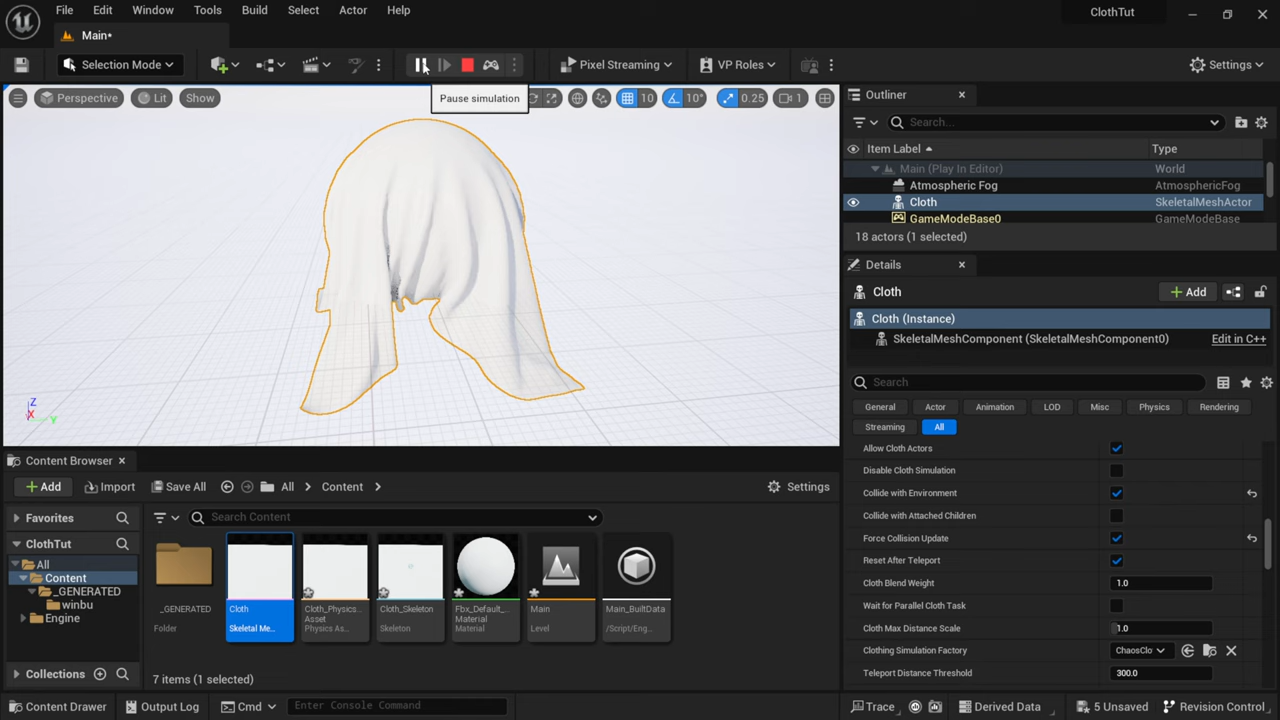 File Edit Window Tools Build Select Actor Help
ClothTut
Main*
Selection Mode
Pixel Streaming
VP Roles
Settings
Perspective
Lit
Show
10
10°
0.25
1
Pause simulation
Z
X
Y
Outliner
Search...
Item Label Type
Main (Play In Editor) World
Atmospheric Fog AtmosphericFog
Cloth SkeletalMeshActor
GameModeBase0 GameModeBase
18 actors (1 selected)
Details
Cloth
+ Add
Cloth (Instance)
SkeletalMeshComponent (SkeletalMeshComponent0) Edit in C++
Search
General Actor Animation LOD Misc Physics Rendering
Streaming All
Allow Cloth Actors
Disable Cloth Simulation
Collide with Environment
Collide with Attached Children
Force Collision Update
Reset After Teleport
Cloth Blend Weight 1.0
Wait for Parallel Cloth Task
Cloth Max Distance Scale 1.0
Clothing Simulation Factory ChaosClo
Teleport Distance Threshold 300.0
Content Browser
+ Add Import Save All All Content Settings
Favorites
Search Content
ClothTut
All
Content
_GENERATED
winbu
Engine
Collections
_GENERATED
Folder
Cloth
Skeletal Me...
Cloth_Physics...
Asset
Physics As...
Cloth_Skeleton
Skeleton
Fbx_Default_...
Material
Material
Main
Level
Main_BuiltData
/Script/Eng...
7 items (1 selected)
Content Drawer Output Log Cmd Enter Console Command Trace Derived Data 5 Unsaved Revision Control